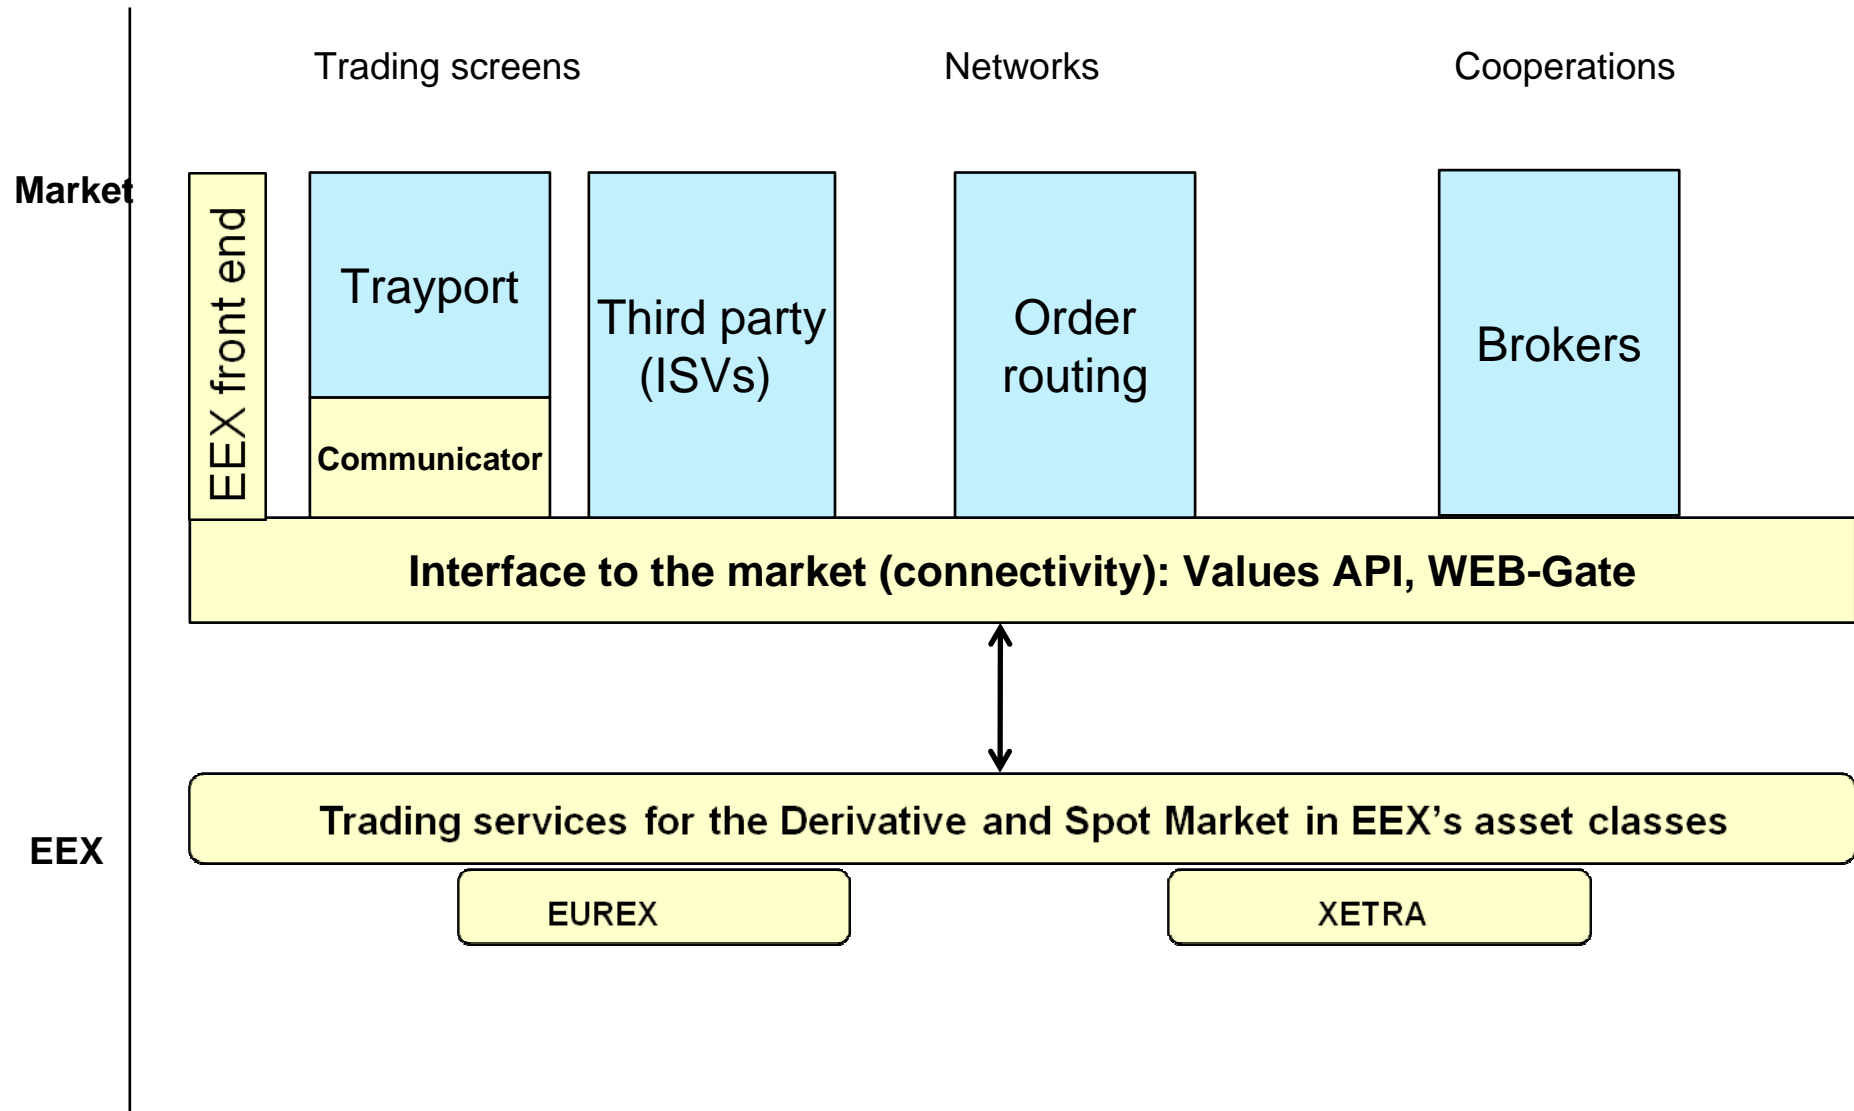 Trading screens
Networks
Cooperations
Market
EEX front end
Trayport
Communicator
Third party
(ISVs)
Order
routing
Brokers
Interface to the market (connectivity): Values API, WEB-Gate
Trading services for the Derivative and Spot Market in EEX’s asset classes
EEX
EUREX
XETRA